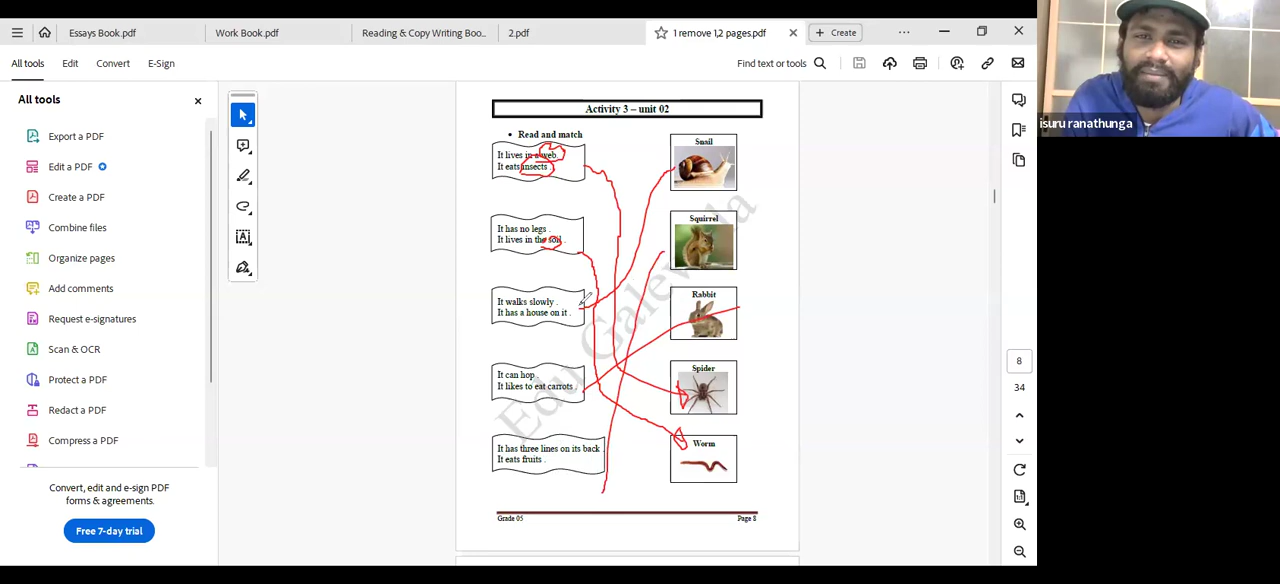 Essays Book.pdf
Work Book.pdf
Reading & Copy Writing Boo...
2.pdf
1 remove 1,2 pages.pdf
Create
All tools
Edit
Convert
E-Sign
Find text or tools
All tools
Export a PDF
Edit a PDF
Create a PDF
Combine files
Organize pages
Add comments
Request e-signatures
Scan & OCR
Protect a PDF
Redact a PDF
Compress a PDF
Convert, edit and e-sign PDF
forms & agreements.
Free 7-day trial
Activity 3 – unit 02
• Read and match
It lives in a web.
It eats insects .
It has no legs .
It lives in the soil .
It walks slowly .
It has a house on it .
It can hop
It likes to eat carrots .
It has three lines on its back .
It eats fruits .
Snail
Squirrel
Rabbit
Spider
Worm
Edu Galewela
Grade 05
Page 8
8
34
isuru ranathunga